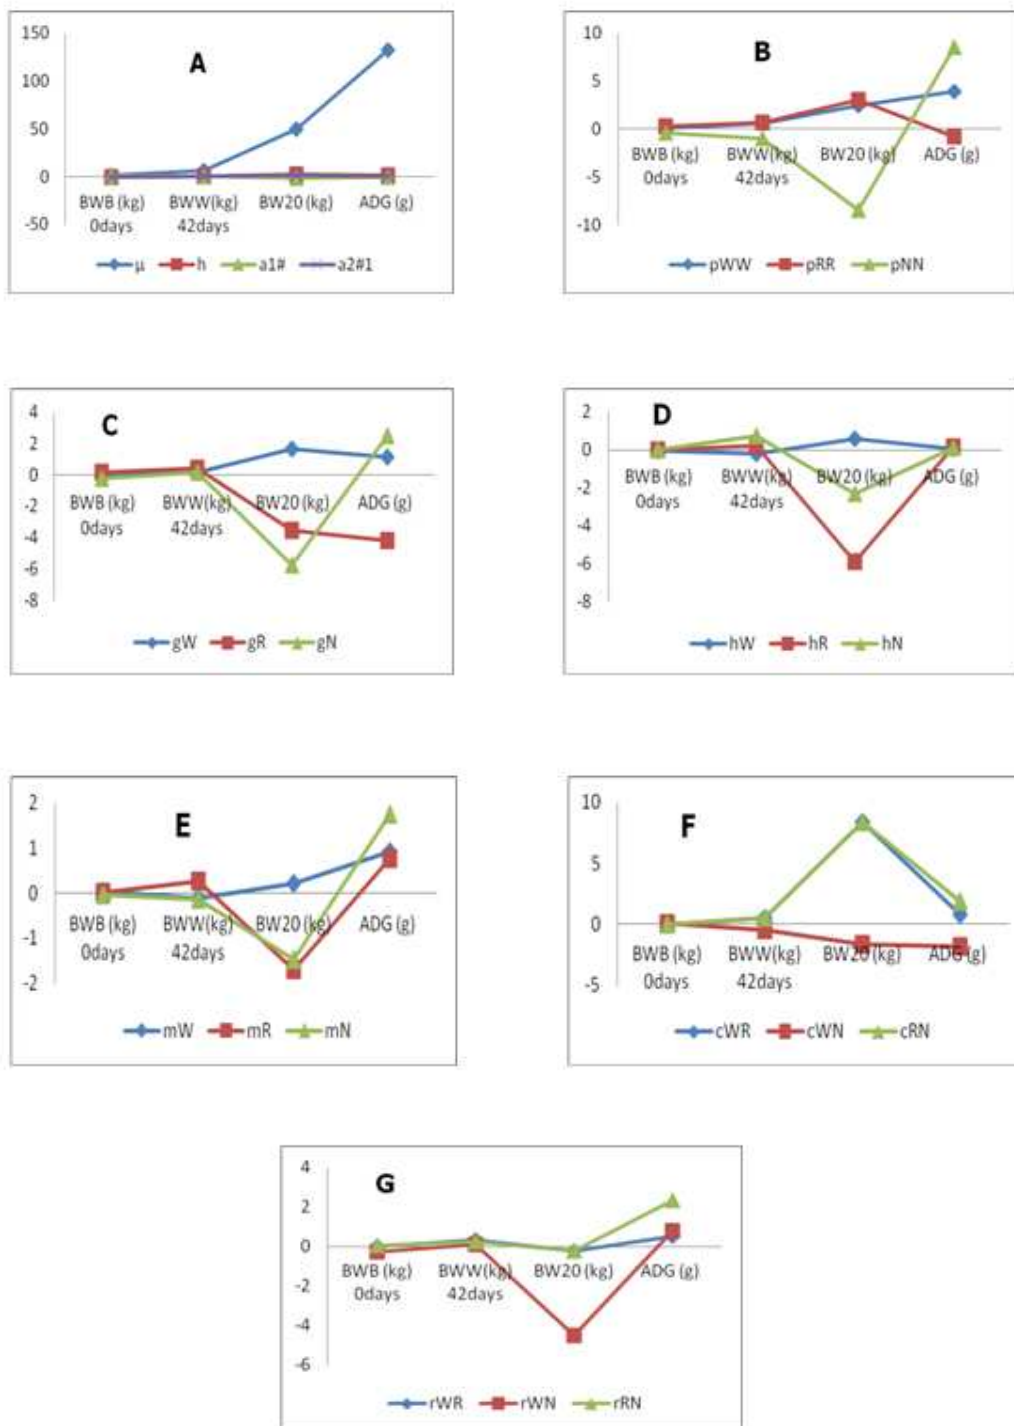 A
150
100
50
0
-50
BWB (kg) BWW(kg) BW20 (kg) ADG (g)
0days 42days
μ h a1# a2#1
B
10
5
0
-5
-10
BWB (kg) BWW(kg) BW20 (kg) ADG (g)
0days 42days
pWW pRR pNN
C
4
2
0
-2
-4
-6
-8
BWB (kg) BWW(kg) BW20 (kg) ADG (g)
0days 42days
gW gR gN
D
2
0
-2
-4
-6
-8
BWB (kg) BWW(kg) BW20 (kg) ADG (g)
0days 42days
hW hR hN
E
2
1
0
-1
-2
BWB (kg) BWW(kg) BW20 (kg) ADG (g)
0days 42days
mW mR mN
F
10
5
0
-5
BWB (kg) BWW(kg) BW20 (kg) ADG (g)
0days 42days
cWR cWN cRN
G
4
2
0
-2
-4
-6
BWB (kg) BWW(kg) BW20 (kg) ADG (g)
0days 42days
rWR rWN rRN